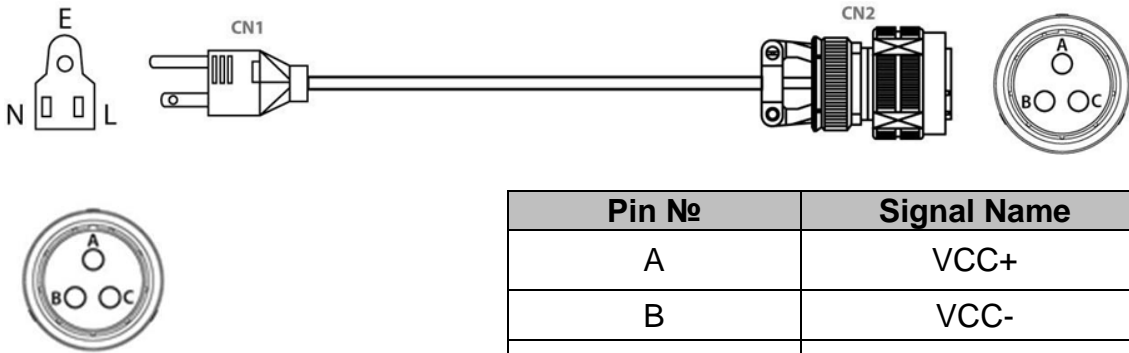 E
CN1
CN2
N L
A
B C
A
B C
Pin № Signal Name
A VCC+
B VCC-